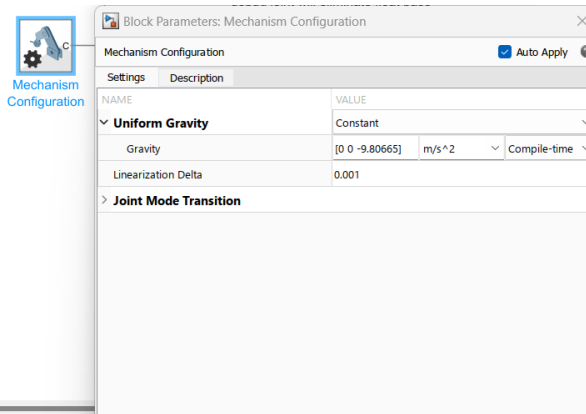 Block Parameters: Mechanism Configuration
C
Mechanism Configuration
Auto Apply
Settings Description
Mechanism
Configuration
NAME VALUE
Uniform Gravity Constant
Gravity [0 0 -9.80665] m/s^2 Compile-time
Linearization Delta 0.001
Joint Mode Transition